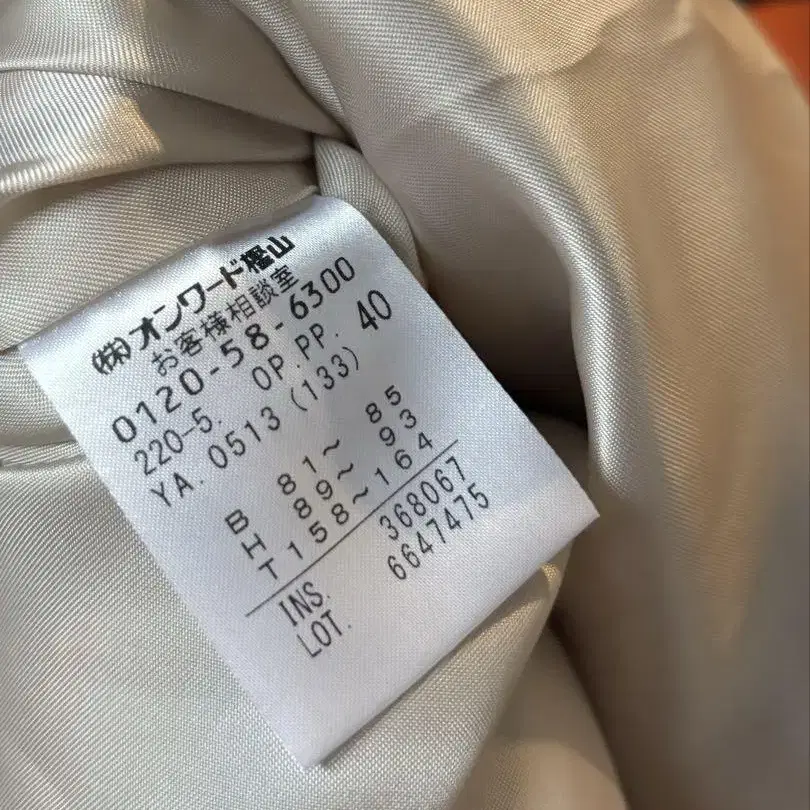 (株)オンワード樫山
お客様相談室
0120-58-6300
220-5. OP.PP. 40
YA.0513(133)
B 81～ 85
H 89～ 93
T158～164
INS. 368067
LOT. 6647475